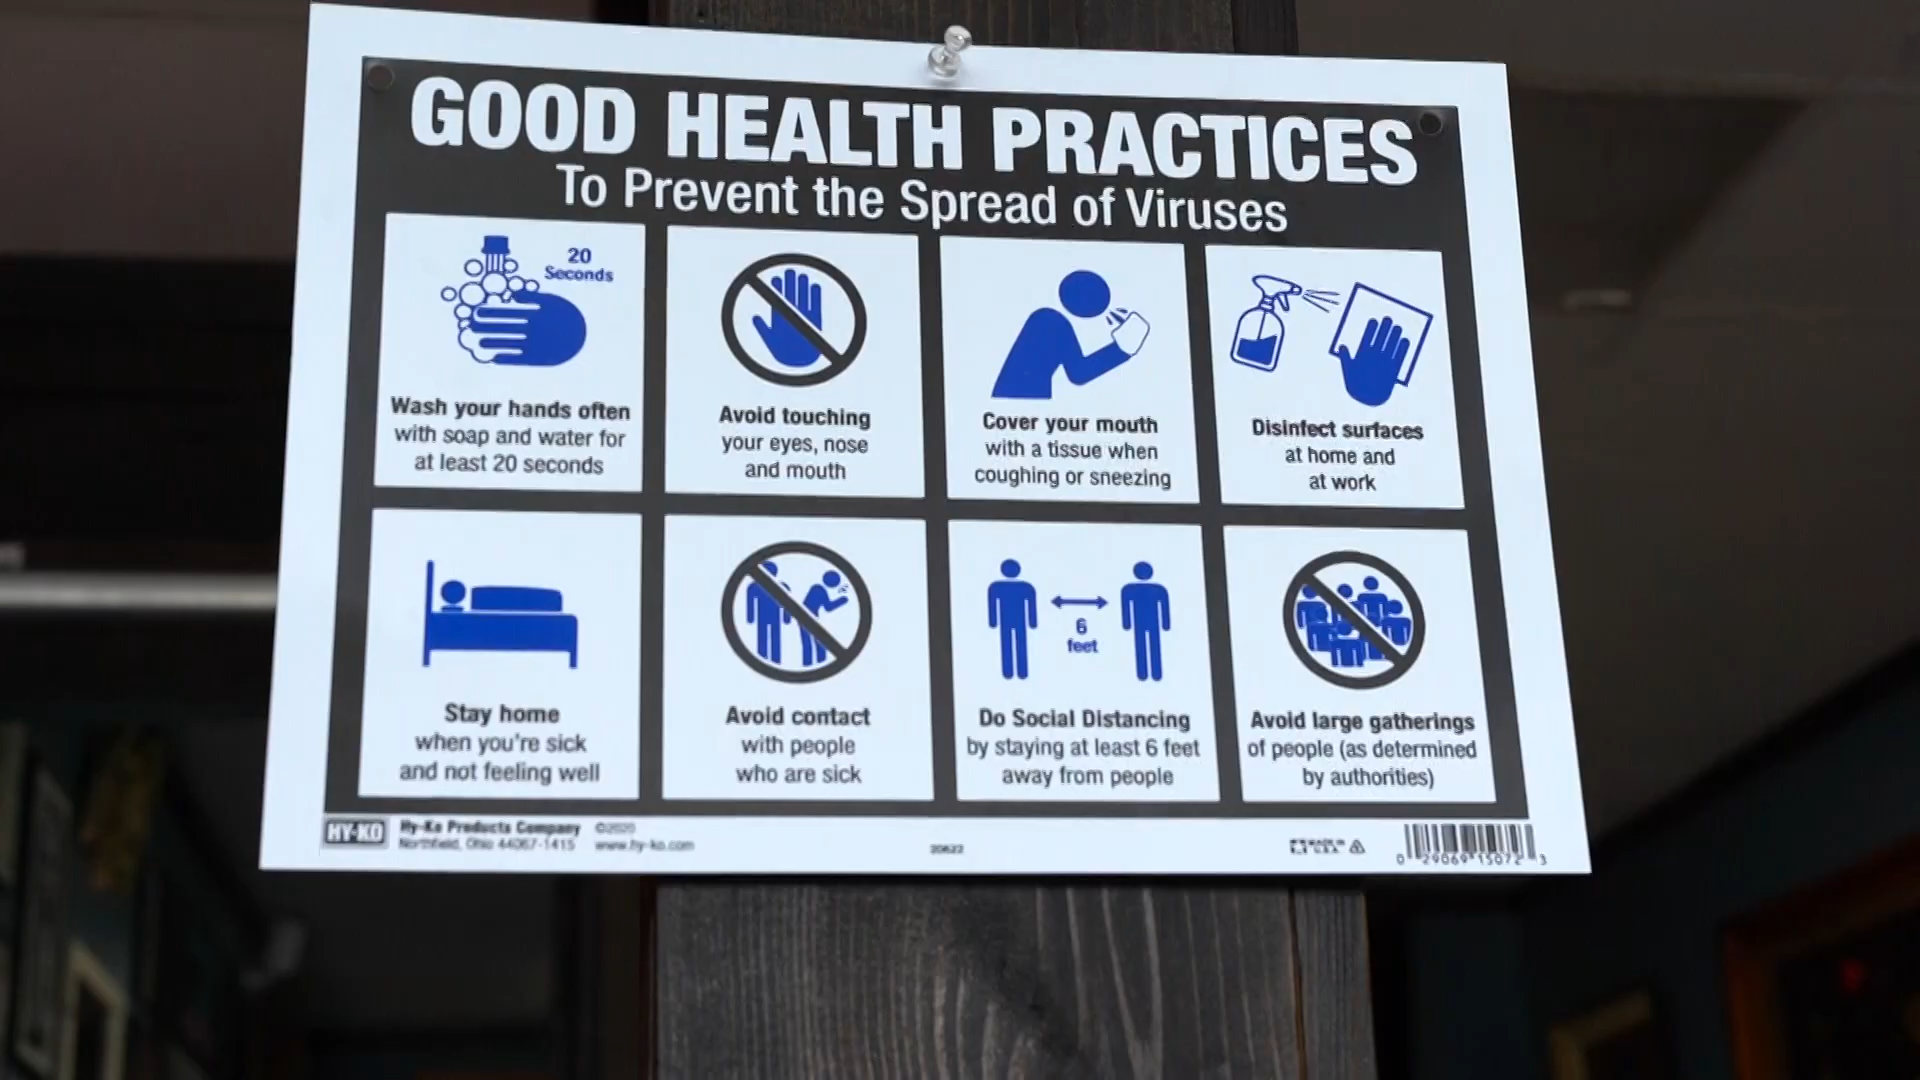 GOOD HEALTH PRACTICES
To Prevent the Spread of Viruses
20
Seconds
Wash your hands often
with soap and water for
at least 20 seconds
Avoid touching
your eyes, nose
and mouth
Cover your mouth
with a tissue when
coughing or sneezing
Disinfect surfaces
at home and
at work
Stay home
when you're sick
and not feeling well
Avoid contact
with people
who are sick
6
feet
Do Social Distancing
by staying at least 6 feet
away from people
Avoid large gatherings
of people (as determined
by authorities)
HY-KO
Hy-Ko Products Company ©2020
Northfield, Ohio 44067-1415 www.hy-ko.com
20622
0 29069 15072 3